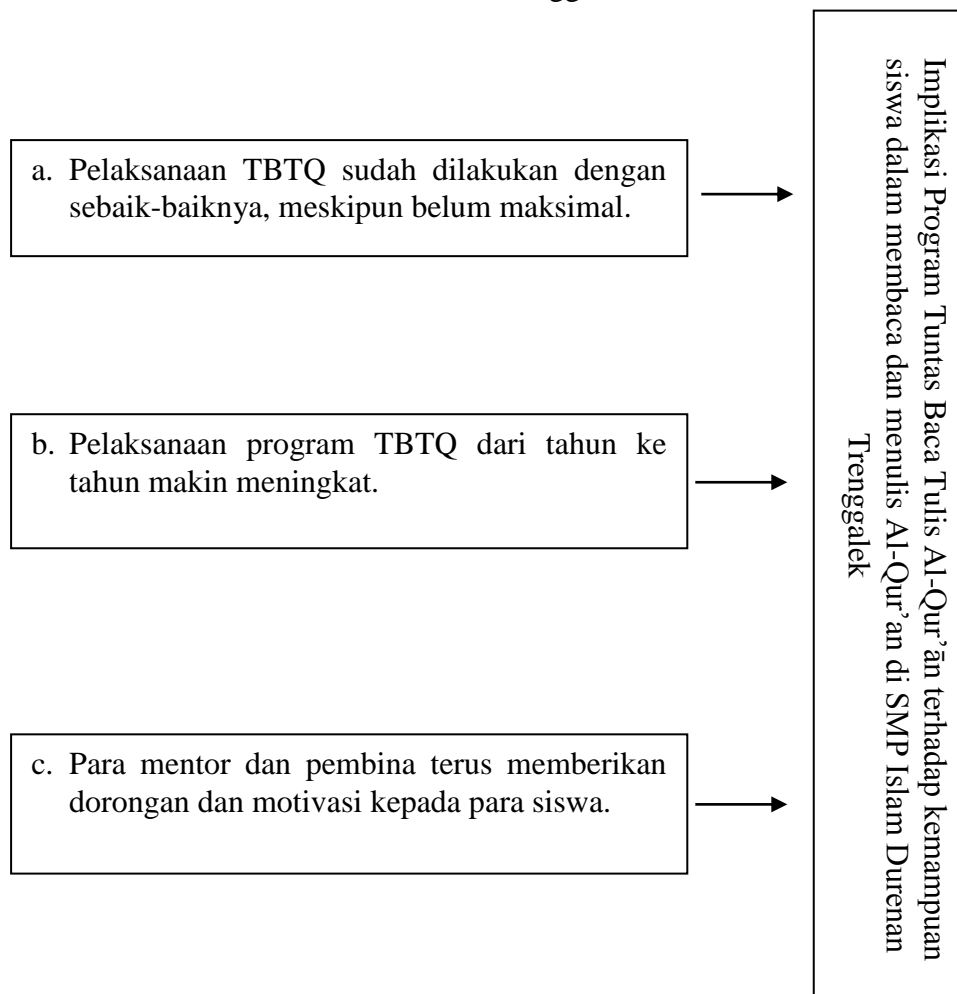 a. Pelaksanaan TBTQ sudah dilakukan dengan
sebaik-baiknya, meskipun belum maksimal.
b. Pelaksanaan program TBTQ dari tahun ke
tahun makin meningkat.
c. Para mentor dan pembina terus memberikan
dorongan dan motivasi kepada para siswa.
Implikasi Program Tuntas Baca Tulis Al-Qur’ān terhadap kemampuan
siswa dalam membaca dan menulis Al-Qur’an di SMP Islam Durenan
Trenggalek